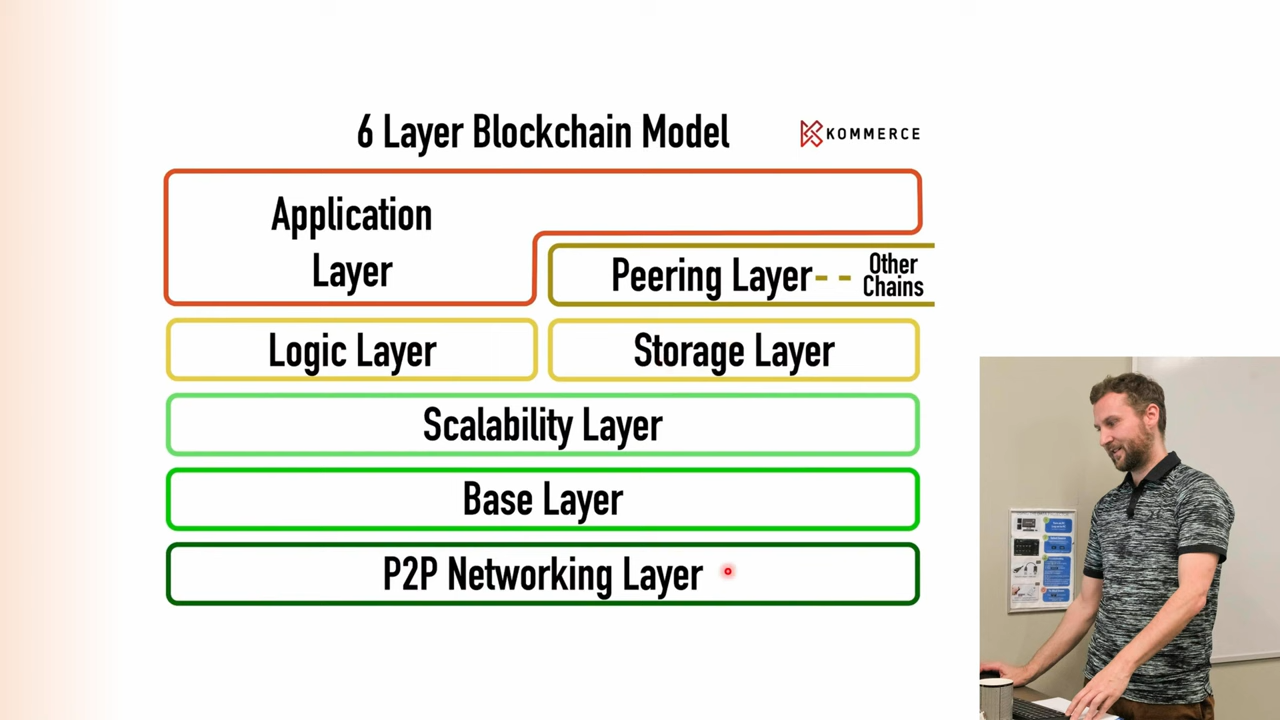 6 Layer Blockchain Model
KOMMERCE
Application
Layer
Peering Layer-- Other
Chains
Logic Layer
Storage Layer
Scalability Layer
Base Layer
P2P Networking Layer